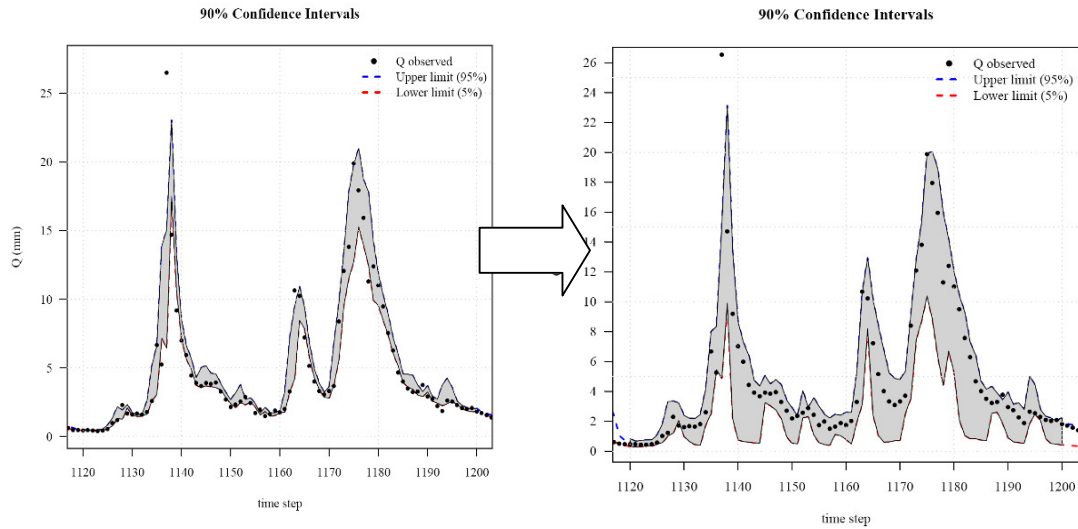 90% Confidence Intervals
Q observed
Upper limit (95%)
Lower limit (5%)
25
20
15
10
5
0
Q (mm)
1120 1130 1140 1150 1160 1170 1180 1190 1200
time step
90% Confidence Intervals
Q observed
Upper limit (95%)
Lower limit (5%)
26
24
22
20
18
16
14
12
10
8
6
4
2
0
1120 1130 1140 1150 1160 1170 1180 1190 1200
time step